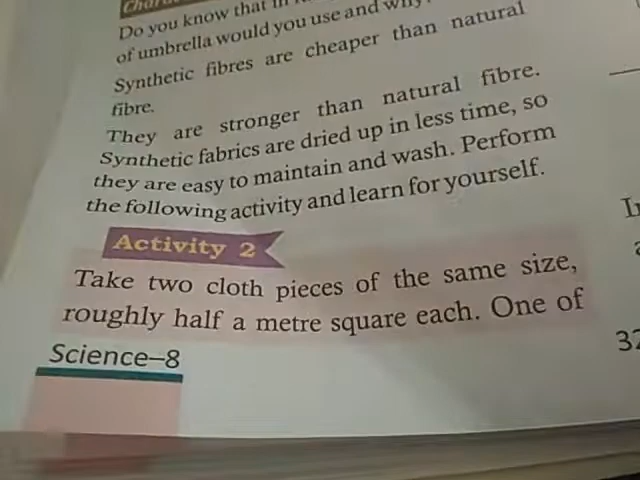 Do you know that in
of umbrella would you use and why
Synthetic fibres are cheaper than natural
fibre.
They are stronger than natural fibre.
Synthetic fabrics are dried up in less time, so
they are easy to maintain and wash. Perform
the following activity and learn for yourself.
Activity 2
Take two cloth pieces of the same size,
roughly half a metre square each. One of
Science–8
32